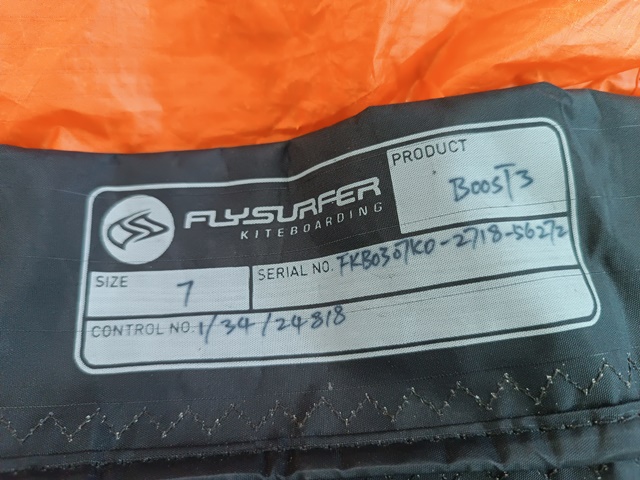 FLYSURFER
KITEBOARDING
PRODUCT
BOOST3
SIZE 7
SERIAL NO. FKB0307K0-2718-56272
CONTROL NO. 1/34/24818